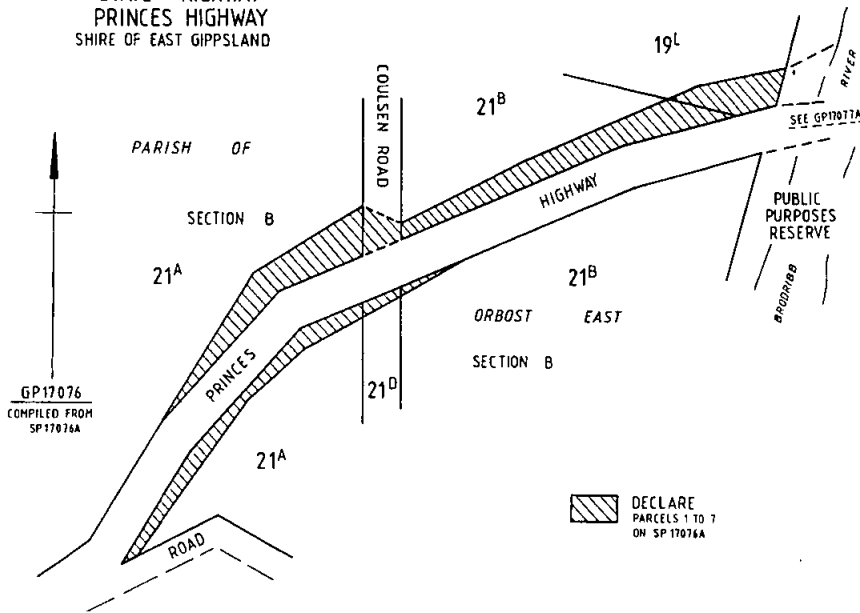 PRINCES HIGHWAY
SHIRE OF EAST GIPPSLAND
COULSEN ROAD
19L
21B
RIVER
SEE GP17077A
PARISH OF
SECTION B
21A
HIGHWAY
PUBLIC
PURPOSES
RESERVE
21B
ORBOST EAST
SECTION B
BRODRIBB
PRINCES
21D
GP17076
COMPILED FROM
SP17076A
21A
ROAD
DECLARE
PARCELS 1 TO 7
ON SP17076A